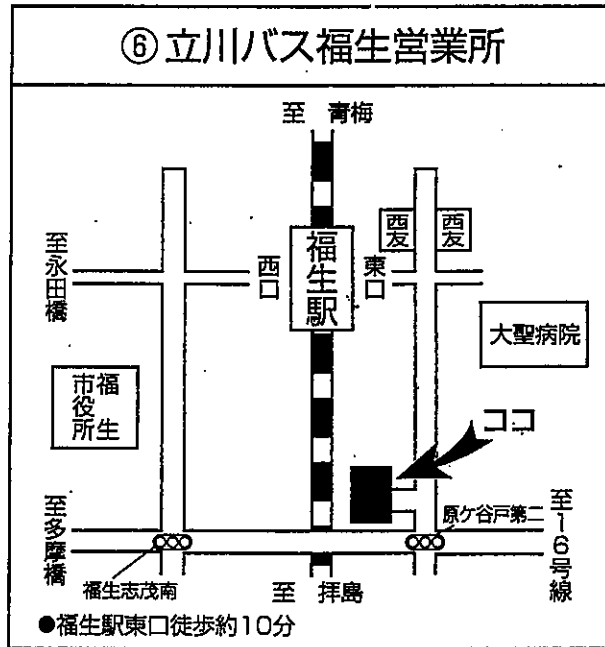 ⑥立川バス福生営業所
至 青梅
西友
西友
至永田橋
西口
福生駅
東口
大聖病院
福生市役所
ココ
至多摩橋
原ケ谷戸第二
至16号線
福生志茂南
至 拝島
●福生駅東口徒歩約10分